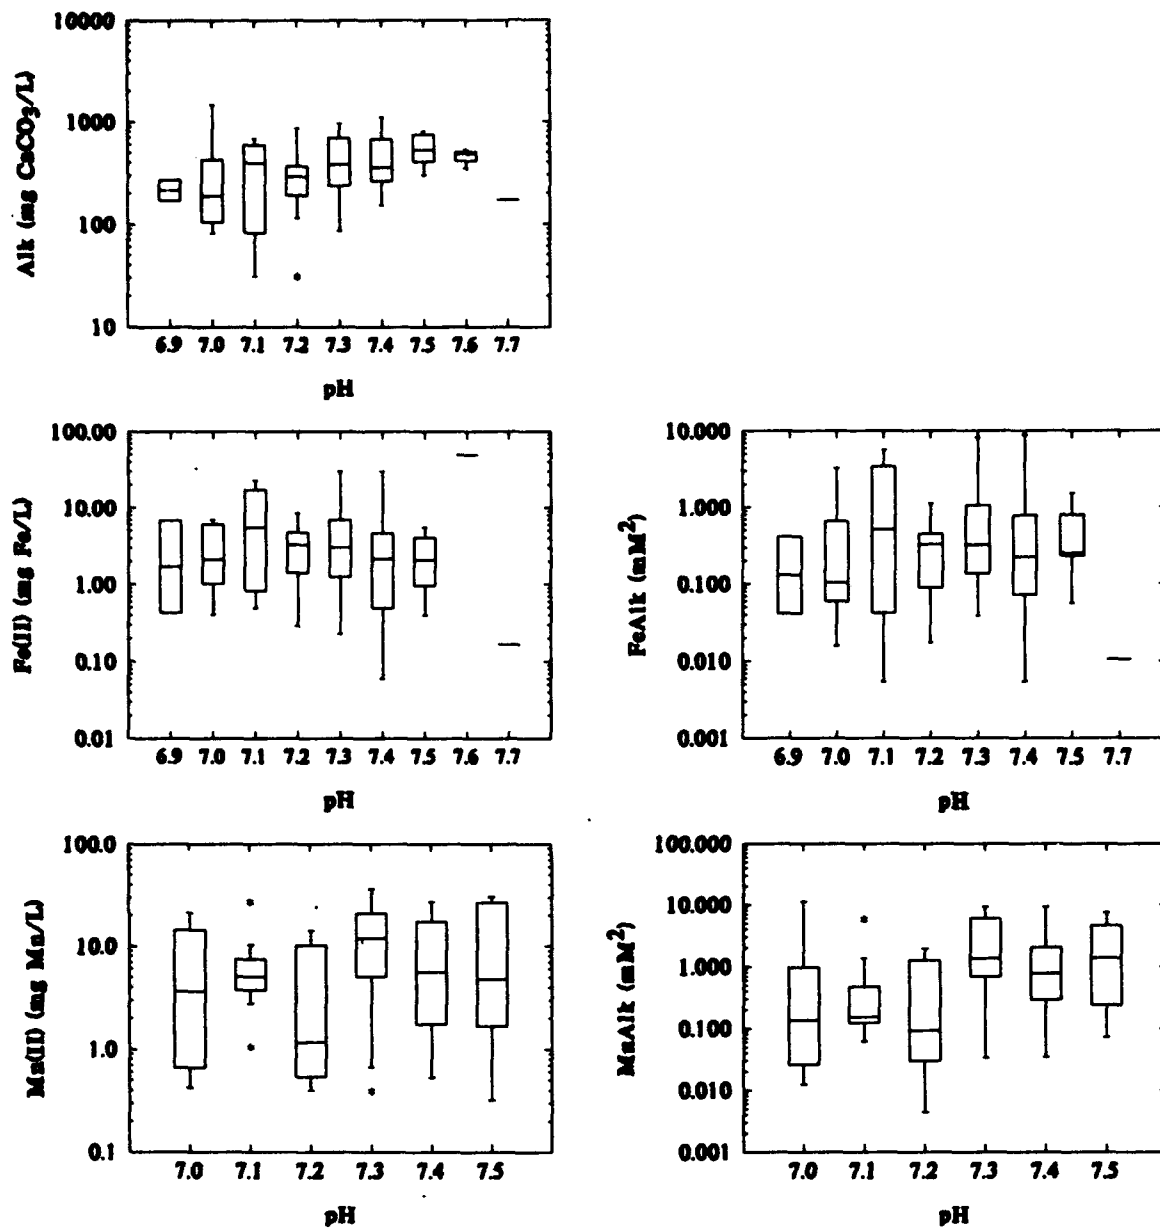 10000
1000
100
10
Alk (mg CaCO3/L)
6.9 7.0 7.1 7.2 7.3 7.4 7.5 7.6 7.7
pH
100.00
10.00
1.00
0.10
0.01
Fe(II) (mg Fe/L)
6.9 7.0 7.1 7.2 7.3 7.4 7.5 7.6 7.7
pH
10.000
1.000
0.100
0.010
0.001
FeAlk (mM2)
6.9 7.0 7.1 7.2 7.3 7.4 7.5 7.7
pH
100.0
10.0
1.0
0.1
Mn(II) (mg Mn/L)
7.0 7.1 7.2 7.3 7.4 7.5
pH
100.000
10.000
1.000
0.100
0.010
0.001
MnAlk (mM2)
7.0 7.1 7.2 7.3 7.4 7.5
pH